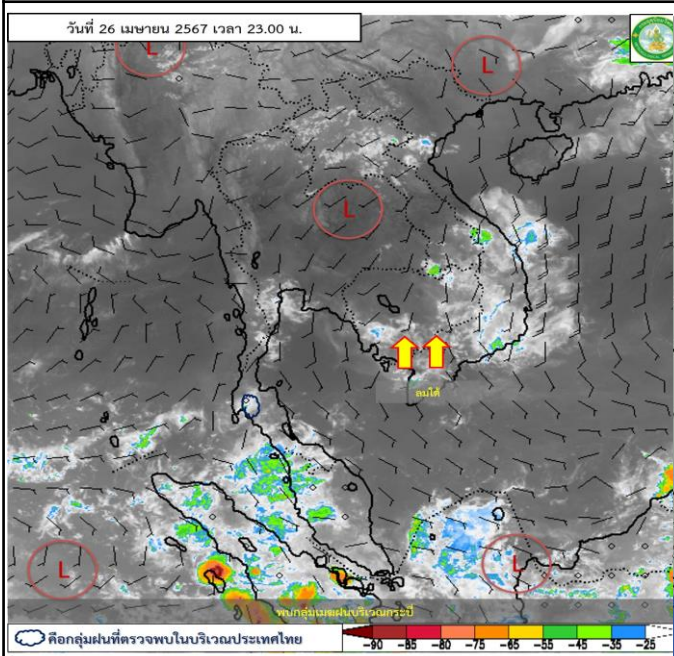 วันที่ 26 เมษายน 2567 เวลา 23.00 น.
L
L
L
ลมใต้
L
L
พบกลุ่มเมฆฝนบริเวณกระบี่
คือกลุ่มฝนที่ตรวจพบในบริเวณประเทศไทย
-90 -85 -80 -75 -65 -55 -45 -35 -25